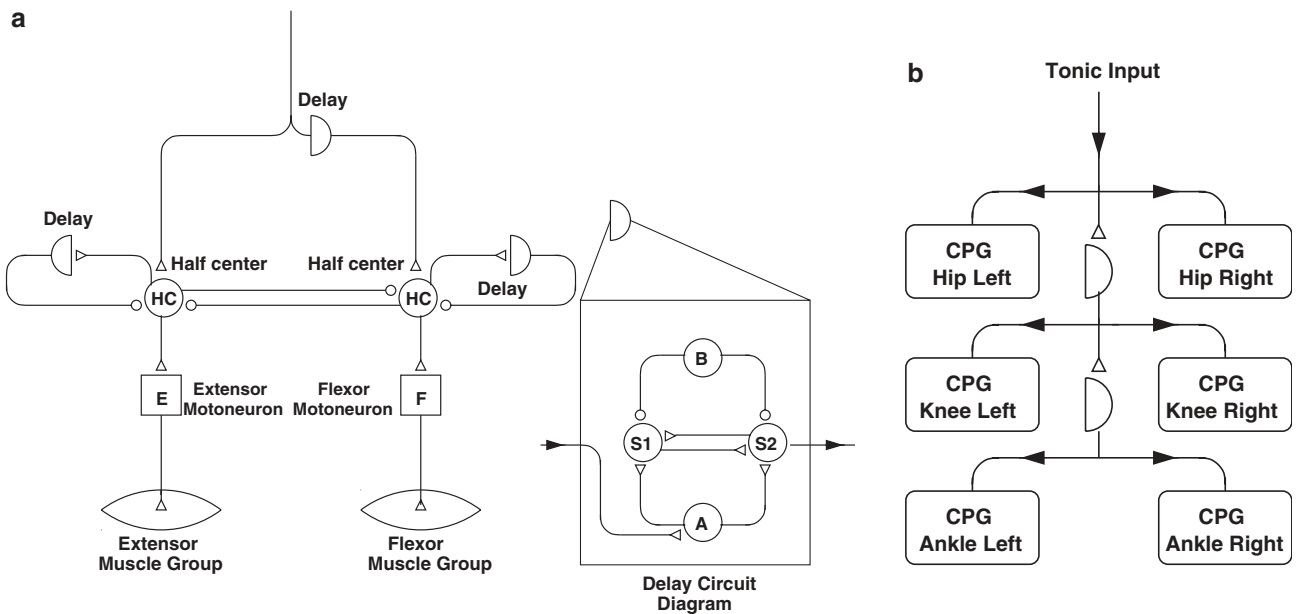 a
Delay
Delay
Half center
Half center
Delay
HC
HC
E
Extensor
Motoneuron
Flexor
Motoneuron
F
Extensor
Muscle Group
Flexor
Muscle Group
B
S1
S2
A
Delay Circuit
Diagram
b
Tonic Input
CPG
Hip Left
CPG
Hip Right
CPG
Knee Left
CPG
Knee Right
CPG
Ankle Left
CPG
Ankle Right